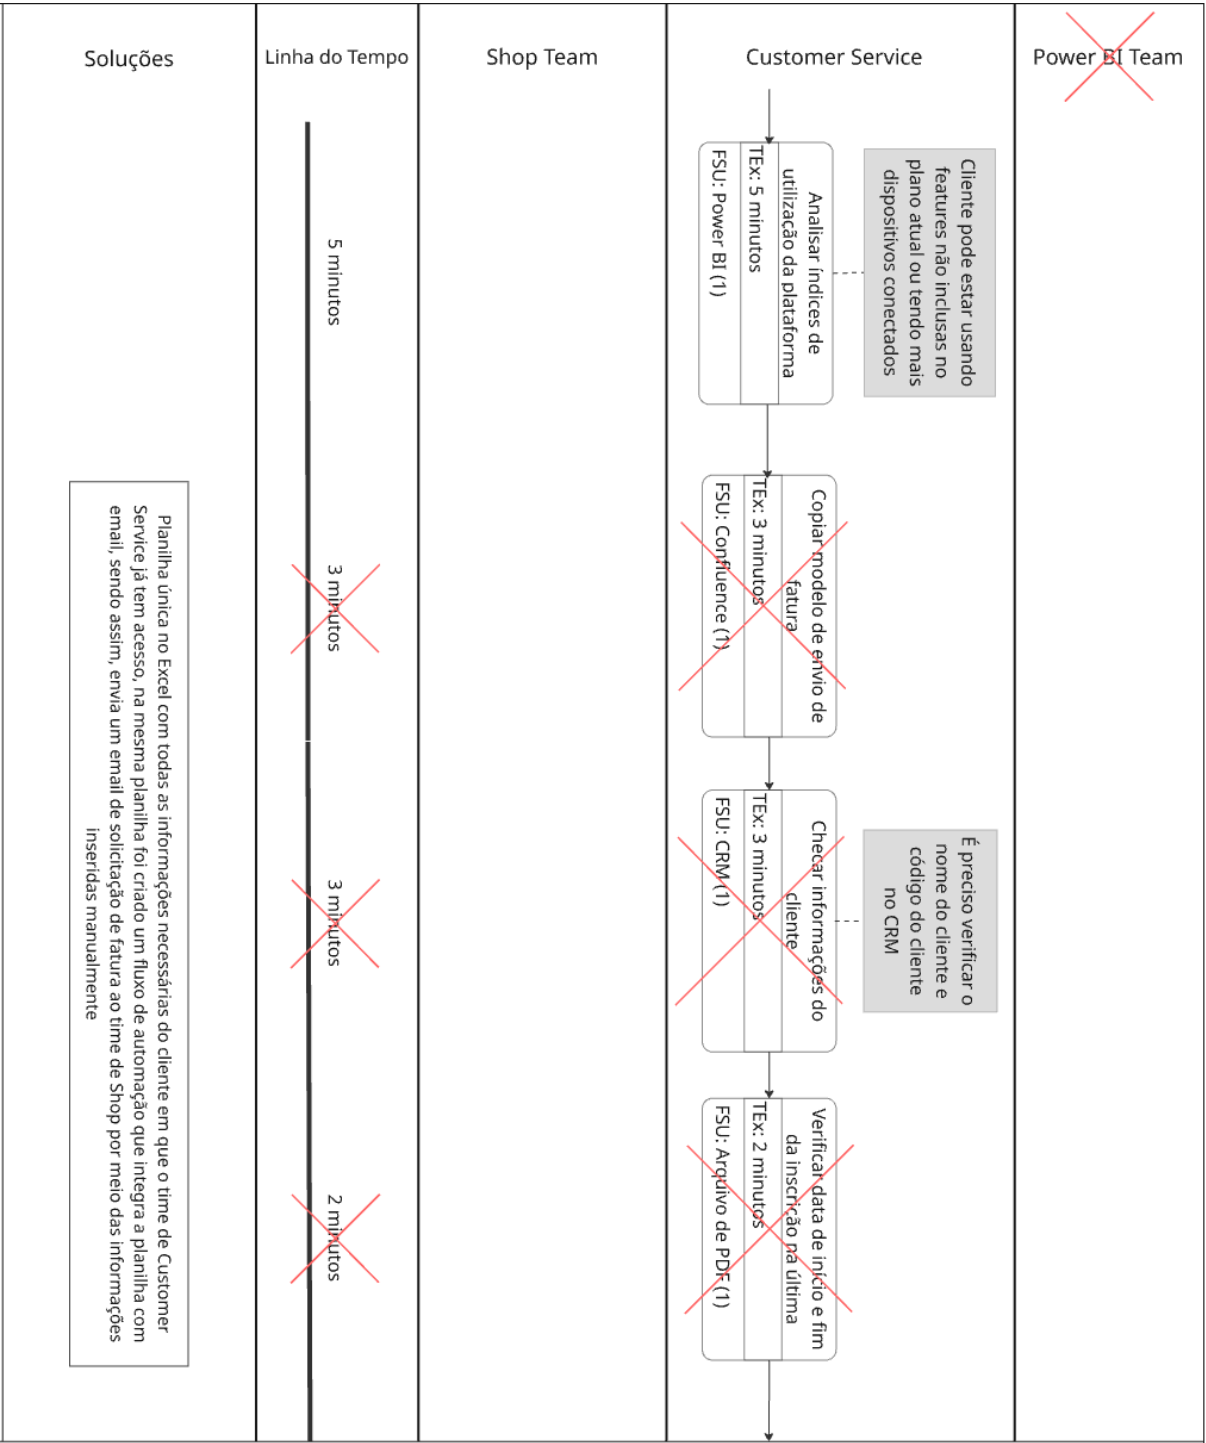 Soluções
Linha do Tempo
Shop Team
Customer Service
Power BI Team
Cliente pode estar usando
features não inclusas no
plano atual ou tendo mais
dispositivos conectados
Analisar índices de
utilização da plataforma
TEx: 5 minutos
FSU: Power BI (1)
5 minutos
Copiar modelo de envio de
fatura
TEx: 3 minutos
FSU: Confluence (1)
3 minutos
É preciso verificar o
nome do cliente e
código do cliente
no CRM
Checar informações do
cliente
TEx: 3 minutos
FSU: CRM (1)
3 minutos
Verificar data de início e fim
da inscrição na última
TEx: 2 minutos
FSU: Arquivo de PDF (1)
2 minutos
Planilha única no Excel com todas as informações necessárias do cliente em que o time de Customer
Service já tem acesso, na mesma planilha foi criado um fluxo de automação que integra a planilha com
email, sendo assim, envia um email de solicitação de fatura ao time de Shop por meio das informações
inseridas manualmente